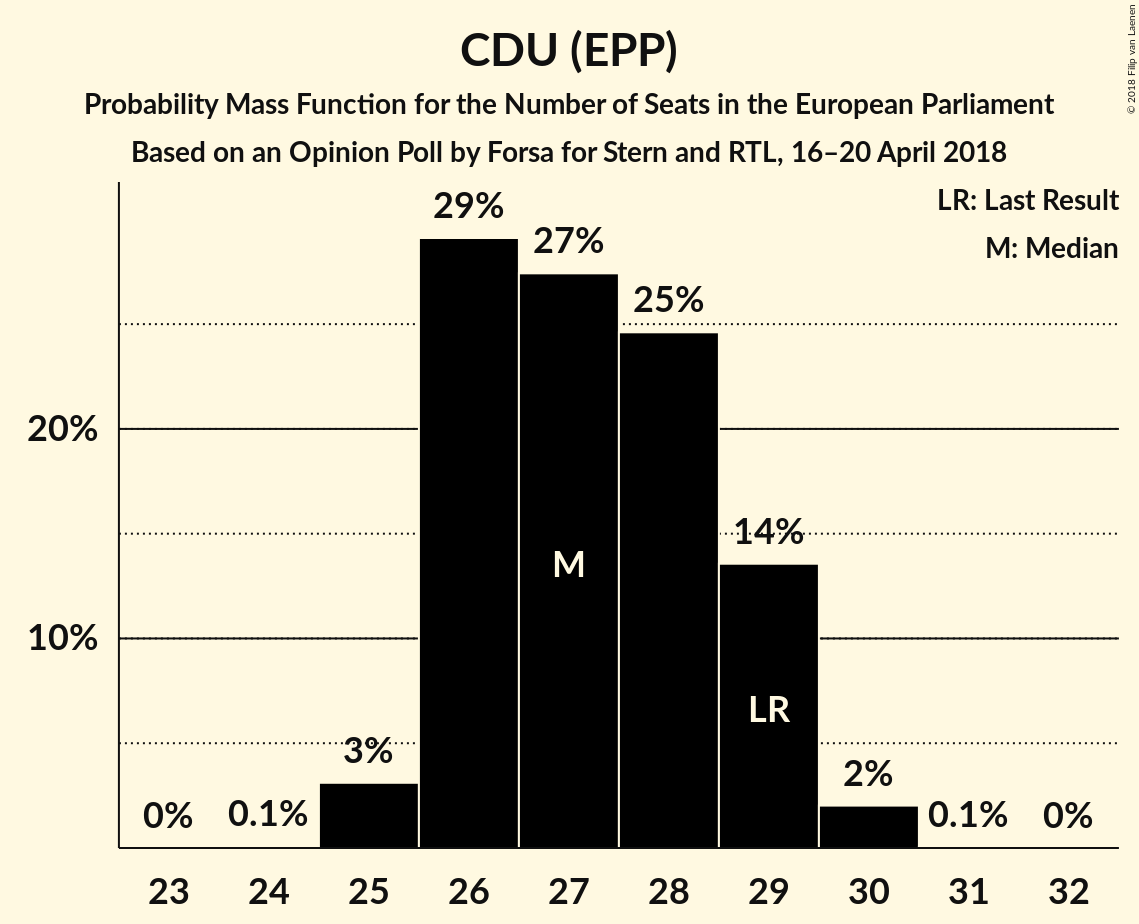 CDU (EPP)
Probability Mass Function for the Number of Seats in the European Parliament
Based on an Opinion Poll by Forsa for Stern and RTL, 16–20 April 2018
© 2018 Filip van Laenen
LR: Last Result
M: Median
29%
27%
25%
20%
14%
M
10%
LR
3%
2%
0%
0.1%
0.1%
0%
23 24 25 26 27 28 29 30 31 32